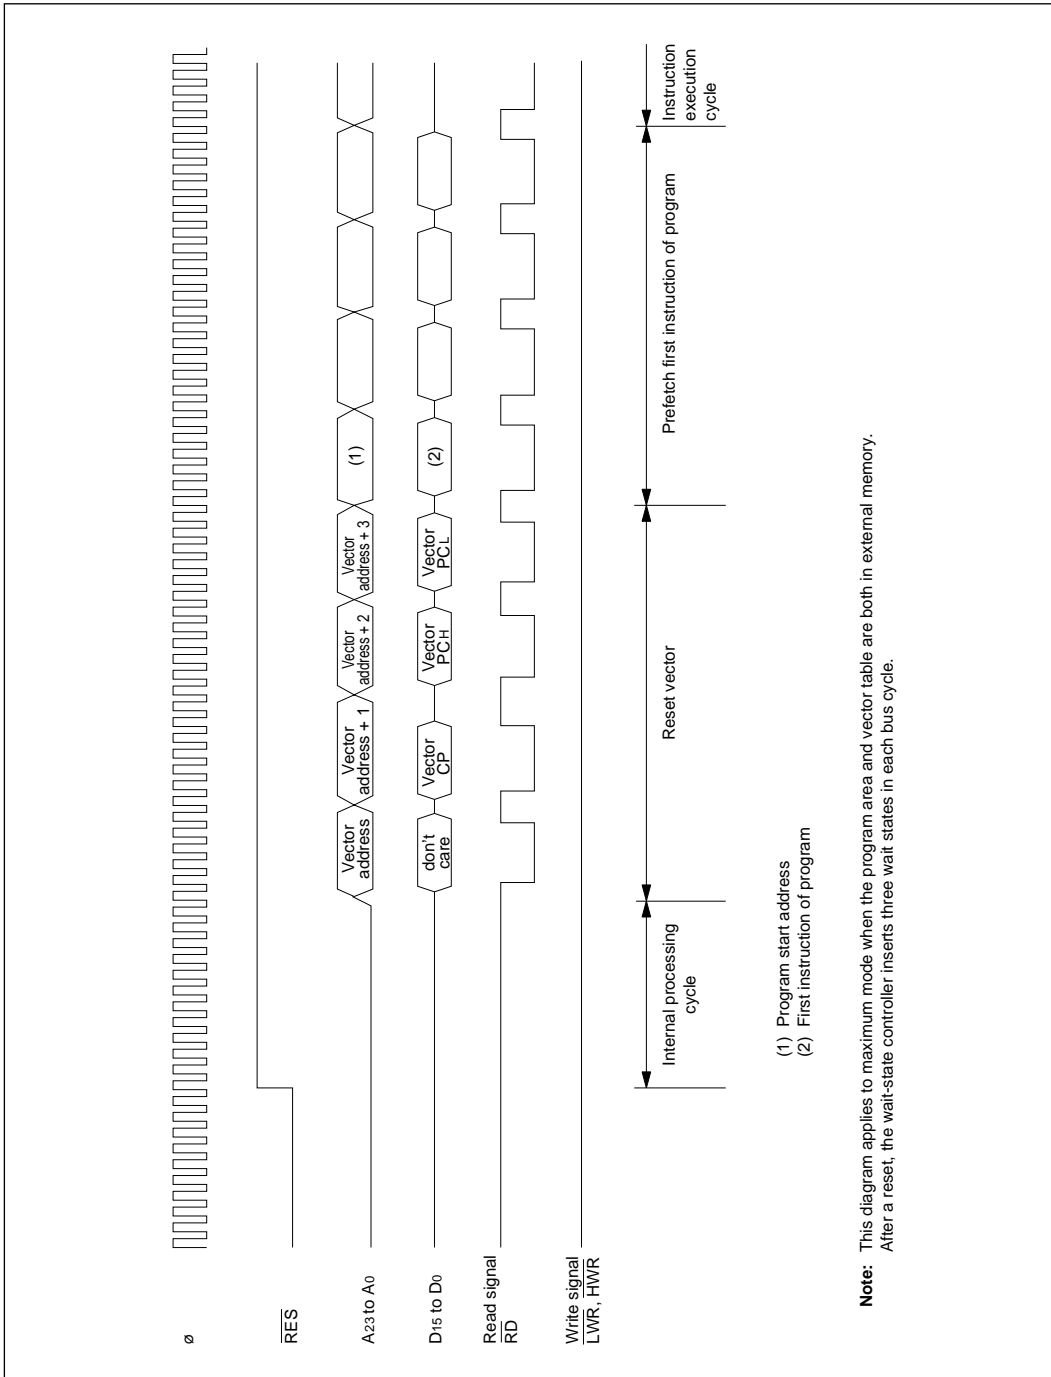 ø
RES
A23 to A0
Vector
address
Vector
address + 1
Vector
address + 2
Vector
address + 3
(1)
D15 to D0
don't
care
Vector
CP
Vector
PCH
Vector
PCL
(2)
Read signal
RD
Write signal
LWR, HWR
Internal processing
cycle
Reset vector
Prefetch first instruction of program
Instruction
execution
cycle
(1) Program start address
(2) First instruction of program
Note: This diagram applies to maximum mode when the program area and vector table are both in external memory.
After a reset, the wait-state controller inserts three wait states in each bus cycle.